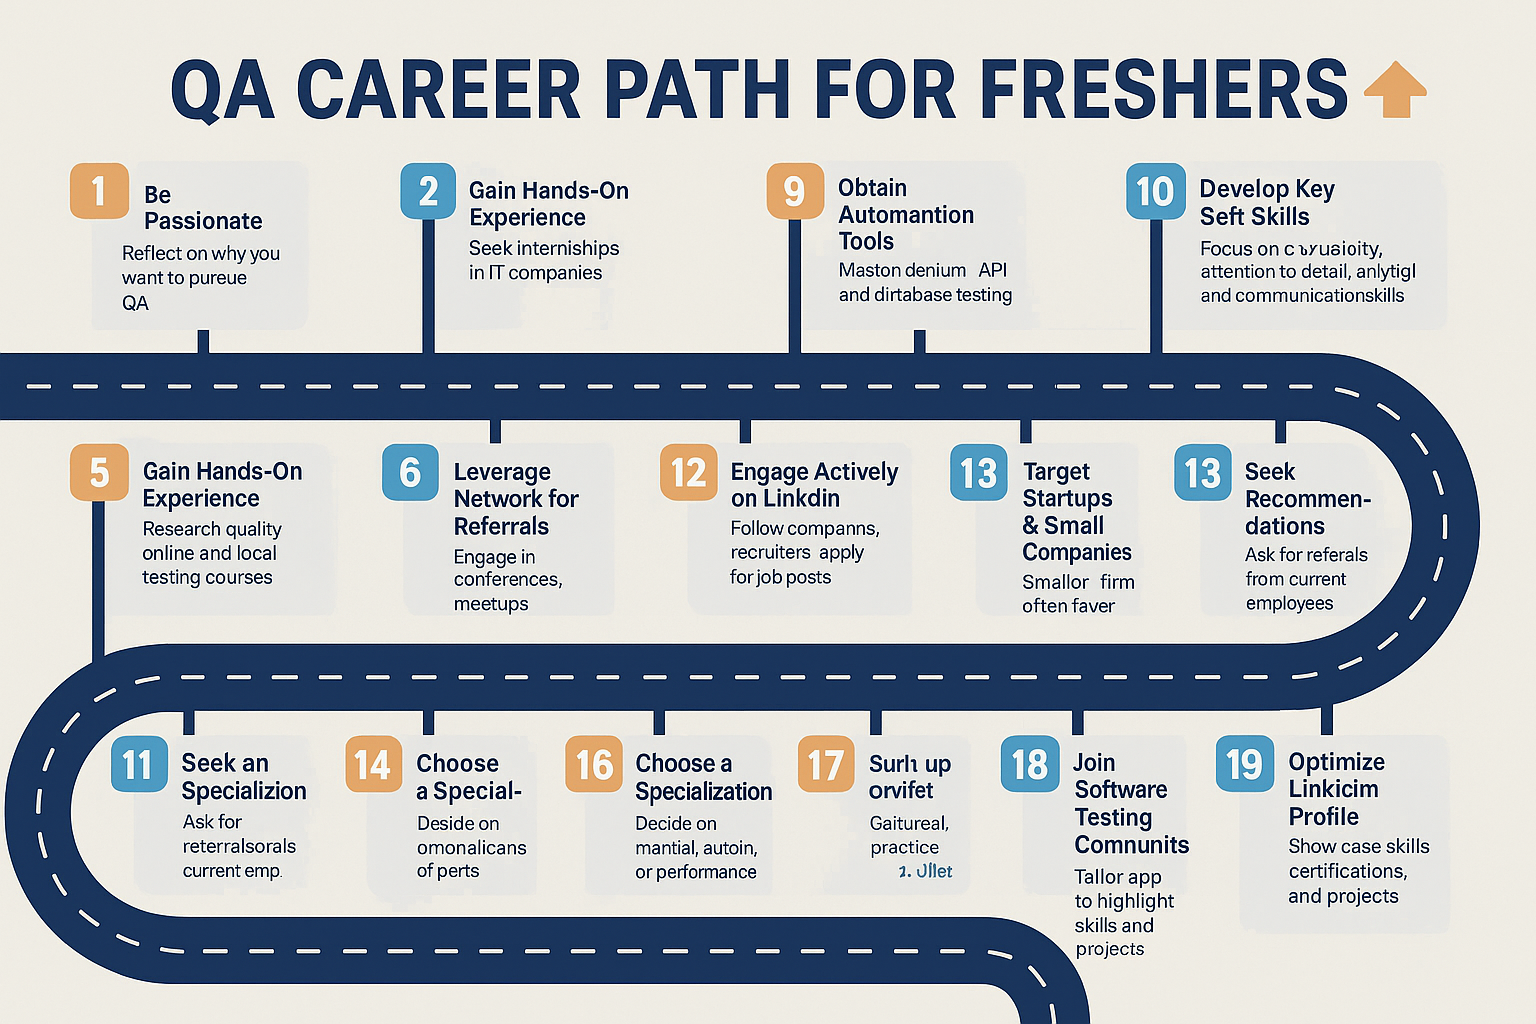 QA CAREER PATH FOR FRESHERS
1
Be
Passionate
Reflect on why you
want to pureue
QA
2
Gain Hands-On
Experience
Seek interniships
in IT companies
9
Obtain
Automantion
Tools
Maston denium API
and dirtabase testing
10
Develop Key
Seft Skills
Focus on
attention to detail, anlytigl
and communicationskills
5
Gain Hands-On
Experience
Research quality
online and local
testing courses
6
Leverage
Network for
Referrals
Engage in
conferences,
meetups
12
Engage Actively
on Linkdin
Follow companns,
recruiters apply
for job posts
13
Target
Startups
& Small
Companies
Smallor firm
often faver
13
Seek
Recommen-
dations
Ask for referals
from current
employees
11
Seek an
Specializion
Ask for
reterralsorals
current emp.
14
Choose
a Special-
Deside on
omonalicans
of perts
16
Choose a
Specialization
Decide on
mantial, autoin,
or performance
17
up
orvifet
Gaitureal,
practice
18
Join
Software
Testing
Comnunits
Tallor app
to highlight
skills and
projects
19
Optimize
Linkicim
Profile
Show case skills
certifications,
and projects